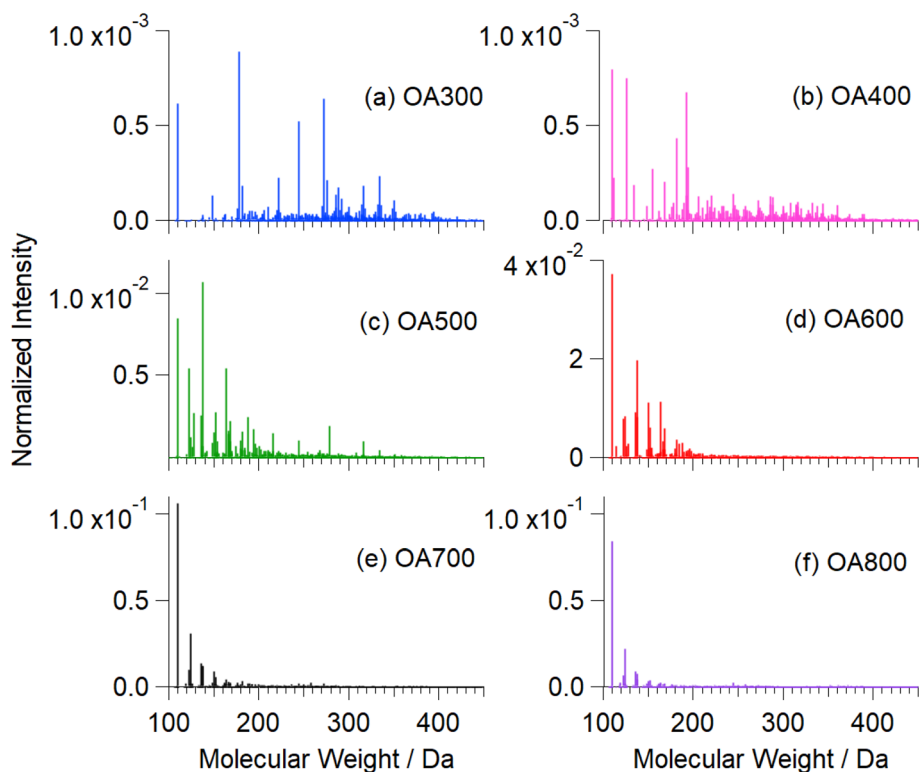 1.0 x10⁻³
0.5
0.0
(a) OA300
1.0 x10⁻³
0.5
0.0
(b) OA400
Normalized Intensity
1.0 x10⁻²
0.5
(c) OA500
4 x10⁻²
2
0
(d) OA600
1.0 x10⁻¹
0.5
0.0
(e) OA700
100 200 300 400
Molecular Weight / Da
1.0 x10⁻¹
0.5
0.0
(f) OA800
100 200 300 400
Molecular Weight / Da